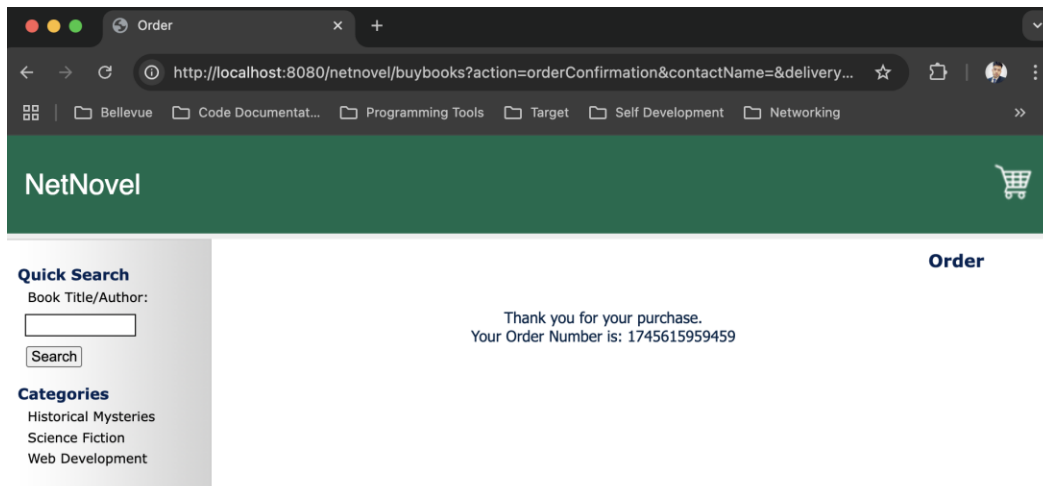 Order
http://localhost:8080/netnovel/buybooks?action=orderConfirmation&contactName=&delivery...
Bellevue Code Documentat... Programming Tools Target Self Development Networking
NetNovel
Order
Quick Search
Book Title/Author:
Search
Categories
Historical Mysteries
Science Fiction
Web Development
Thank you for your purchase.
Your Order Number is: 1745615959459